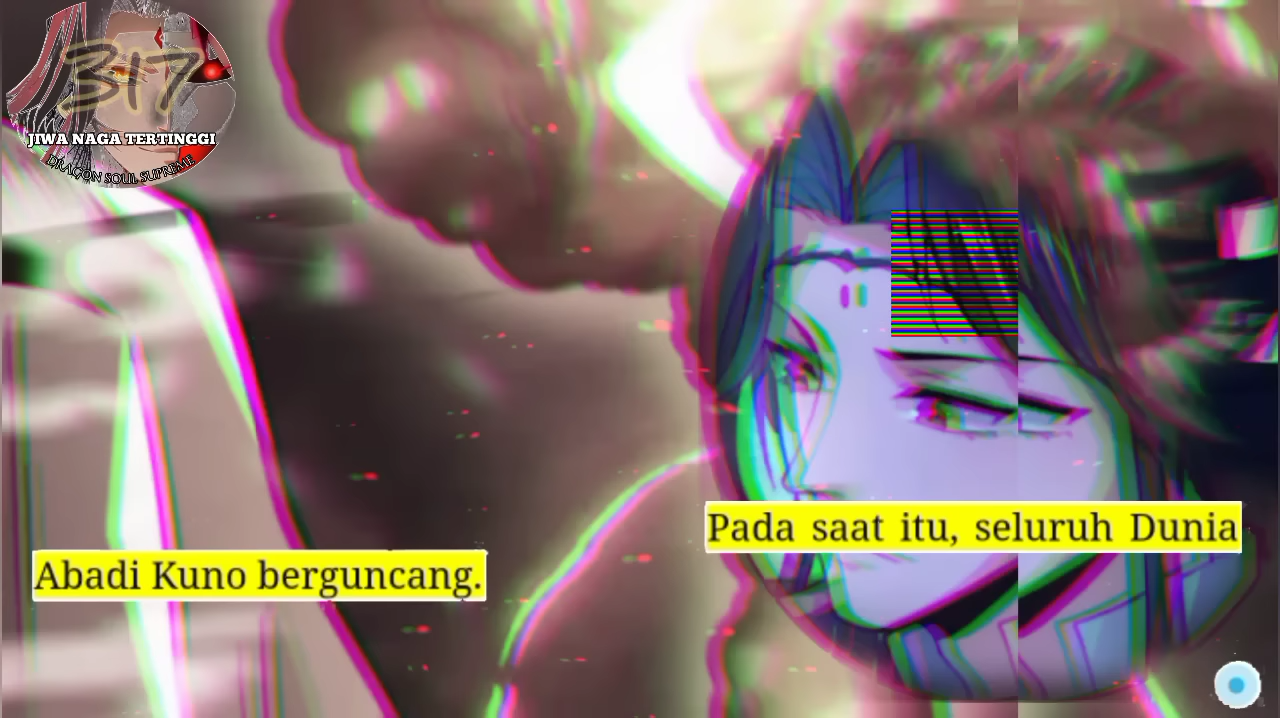 317
JIWA NAGA TERTINGGI
DRAGON SOUL SUPREME
Pada saat itu, seluruh Dunia
Abadi Kuno berguncang.